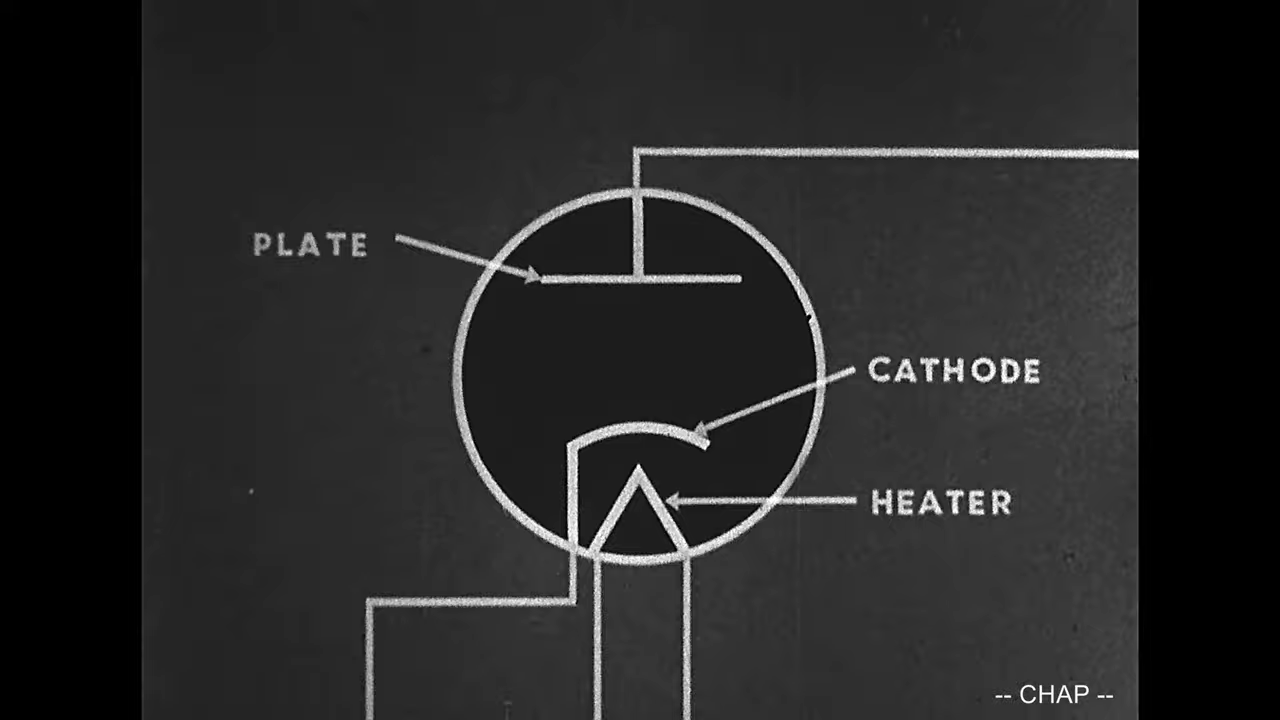 PLATE
CATHODE
HEATER
-- CHAP --